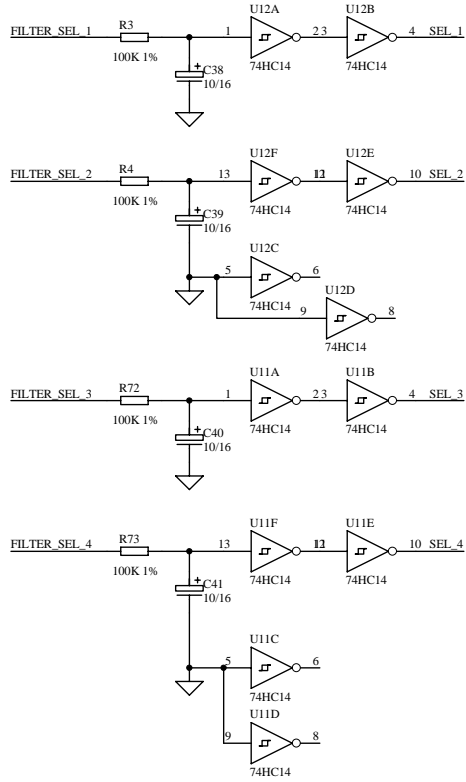 U12A U12B
FILTER_SEL_1 R3 1 2 3 4 SEL_1
100K 1% + C38 74HC14 74HC14
10/16
U12F U12E
FILTER_SEL_2 R4 13 12 11 10 SEL_2
100K 1% + C39 74HC14 74HC14
10/16
U12C
5 6
U12D
74HC14 9 8
74HC14
U11A U11B
FILTER_SEL_3 R72 1 2 3 4 SEL_3
100K 1% + C40 74HC14 74HC14
10/16
U11F U11E
FILTER_SEL_4 R73 13 12 11 10 SEL_4
100K 1% + C41 74HC14 74HC14
10/16
U11C
5 6
74HC14
U11D
9 8
74HC14